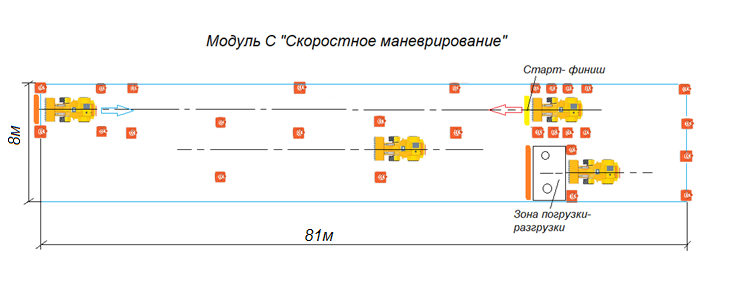 Модуль С "Скоростное маневрирование"
Старт- финиш
8м
Зона погрузки-
разгрузки
81м